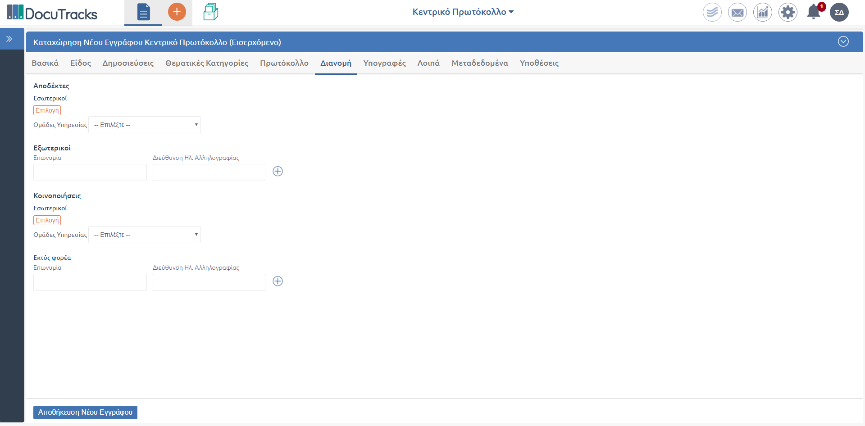 DocuTracks
Κεντρικό Πρωτόκολλο
1
ΣΔ
Καταχώρηση Νέου Εγγράφου Κεντρικό Πρωτόκολλο (Εισερχόμενο)
Βασικά Είδος Δημοσιεύσεις Θεματικές Κατηγορίες Πρωτόκολλο Διανομή Υπογραφές Λοιπά Μεταδεδομένα Υποθέσεις
Αποδέκτες
Εσωτερικοί
Επιλογή
Ομάδες Υπηρεσίας -- Επιλέξτε --
Εξωτερικοί
Επωνυμία Διεύθυνση Ηλ. Αλληλογραφίας
Κοινοποιήσεις
Εσωτερικοί
Επιλογή
Ομάδες Υπηρεσίας -- Επιλέξτε --
Εκτός φορέα
Επωνυμία Διεύθυνση Ηλ. Αλληλογραφίας
Αποθήκευση Νέου Εγγράφου